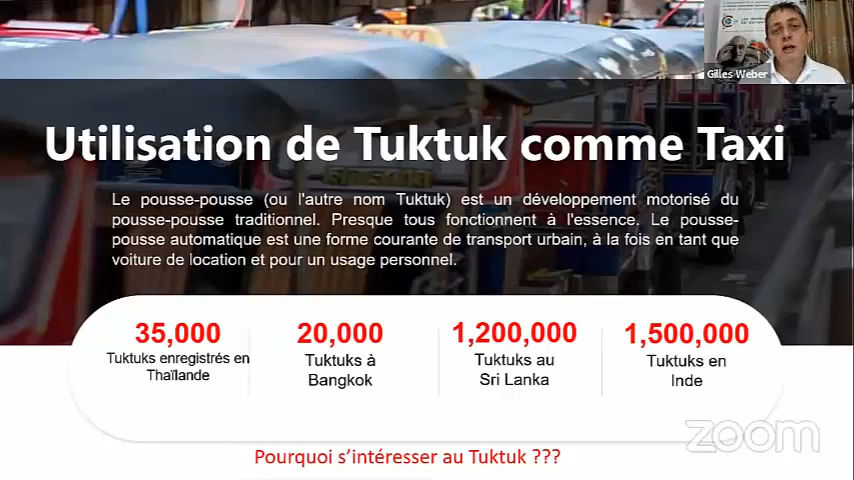 TAXI
Gilles Weber
Utilisation de Tuktuk comme Taxi
Le pousse-pousse (ou l'autre nom Tuktuk) est un développement motorisé du
pousse-pousse traditionnel. Presque tous fonctionnent à l'essence. Le pousse-
pousse automatique est une forme courante de transport urbain, à la fois en tant que
voiture de location et pour un usage personnel.
35,000
Tuktuks enregistrés en
Thaïlande
20,000
Tuktuks à
Bangkok
1,200,000
Tuktuks au
Sri Lanka
1,500,000
Tuktuks en
Inde
zoom
Pourquoi s'intéresser au Tuktuk ???